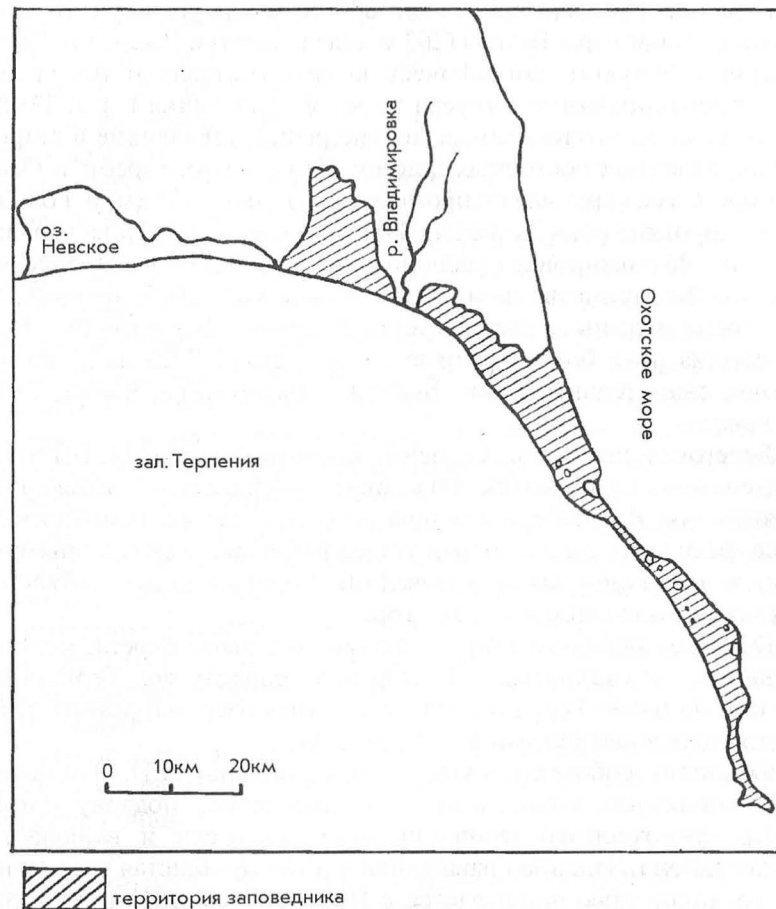 оз.
Невское
р. Владимировка
Охотское море
зал. Терпения
0 10км 20км
территория заповедника